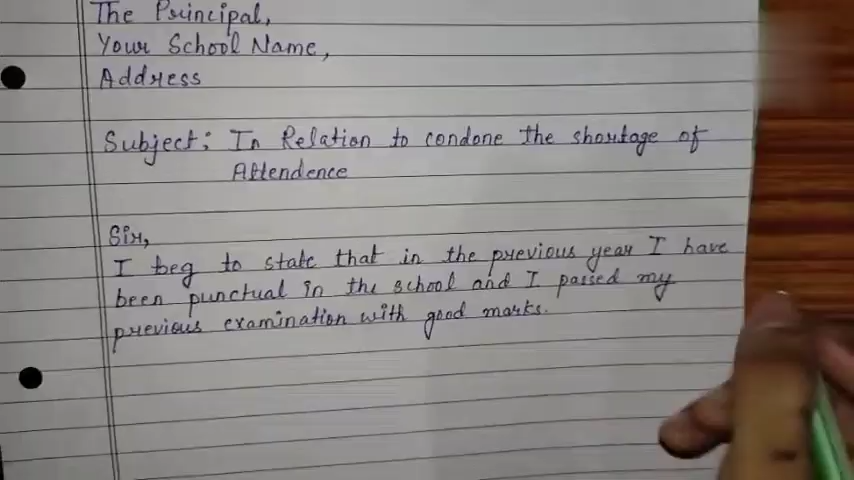 The Principal,
Your School Name,
Address
Subject: In Relation to condone the shortage of
Attendence
Sir,
I beg to state that in the previous year I have
been punctual in the school and I passed my
previous examination with good marks.